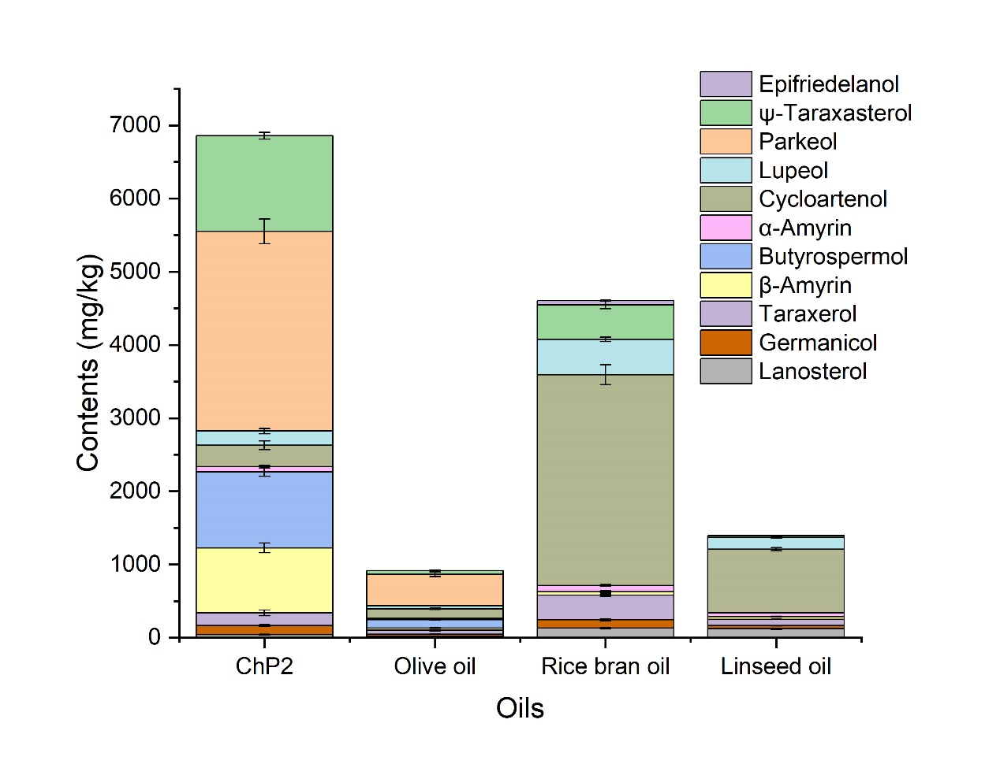 Contents (mg/kg)
7000
6000
5000
4000
3000
2000
1000
0
ChP2
Olive oil
Rice bran oil
Linseed oil
Oils
Epifriedelanol
ψ-Taraxasterol
Parkeol
Lupeol
Cycloartenol
α-Amyrin
Butyrospermol
β-Amyrin
Taraxerol
Germanicol
Lanosterol